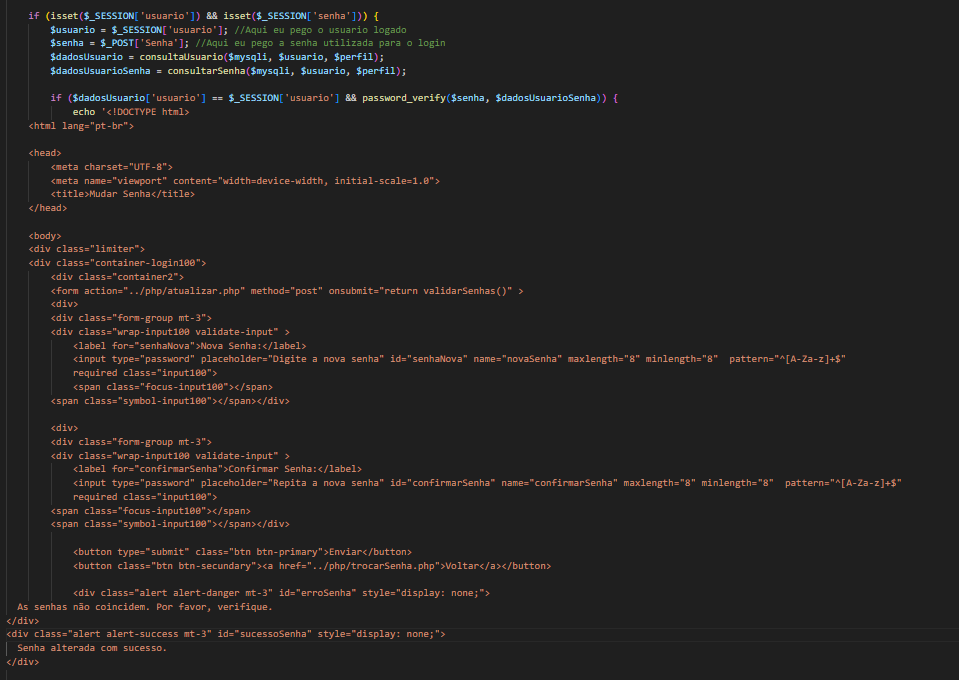 if (isset($_SESSION['usuario']) && isset($_SESSION['senha'])) {
$usuario = $_SESSION['usuario']; //Aqui eu pego o usuario logado
$senha = $_POST['Senha']; //Aqui eu pego a senha utilizada para o login
$dadosUsuario = consultaUsuario($mysqli, $usuario, $perfil);
$dadosUsuarioSenha = consultarSenha($mysqli, $usuario, $perfil);
if ($dadosUsuario['usuario'] == $_SESSION['usuario'] && password_verify($senha, $dadosUsuarioSenha)) {
echo '<!DOCTYPE html>
<html lang="pt-br">
<head>
<meta charset="UTF-8">
<meta name="viewport" content="width=device-width, initial-scale=1.0">
<title>Mudar Senha</title>
</head>
<body>
<div class="limiter">
<div class="container-login100">
<div class="container2">
<form action="../php/atualizar.php" method="post" onsubmit="return validarSenhas()" >
<div>
<div class="form-group mt-3">
<div class="wrap-input100 validate-input" >
<label for="senhaNova">Nova Senha:</label>
<input type="password" placeholder="Digite a nova senha" id="senhaNova" name="novaSenha" maxlength="8" minlength="8"  pattern="^[A-Za-z]+$"
required class="input100">
<span class="focus-input100"></span>
<span class="symbol-input100"></span></div>
<div>
<div class="form-group mt-3">
<div class="wrap-input100 validate-input" >
<label for="confirmarSenha">Confirmar Senha:</label>
<input type="password" placeholder="Repita a nova senha" id="confirmarSenha" name="confirmarSenha" maxlength="8" minlength="8"  pattern="^[A-Za-z]+$"
required class="input100">
<span class="focus-input100"></span>
<span class="symbol-input100"></span></div>
<button type="submit" class="btn btn-primary">Enviar</button>
<button class="btn btn-secundary"><a href="../php/trocarSenha.php">Voltar</a></button>
<div class="alert alert-danger mt-3" id="erroSenha" style="display: none;">
As senhas não coincidem. Por favor, verifique.
</div>
<div class="alert alert-success mt-3" id="sucessoSenha" style="display: none;">
Senha alterada com sucesso.
</div>